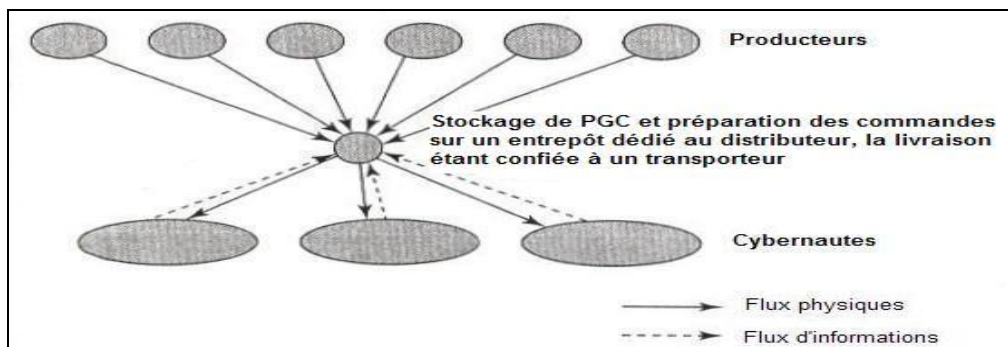 Producteurs
Stockage de PGC et préparation des commandes
sur un entrepôt dédié au distributeur, la livraison
étant confiée à un transporteur
Cybernautes
Flux physiques
Flux d'informations